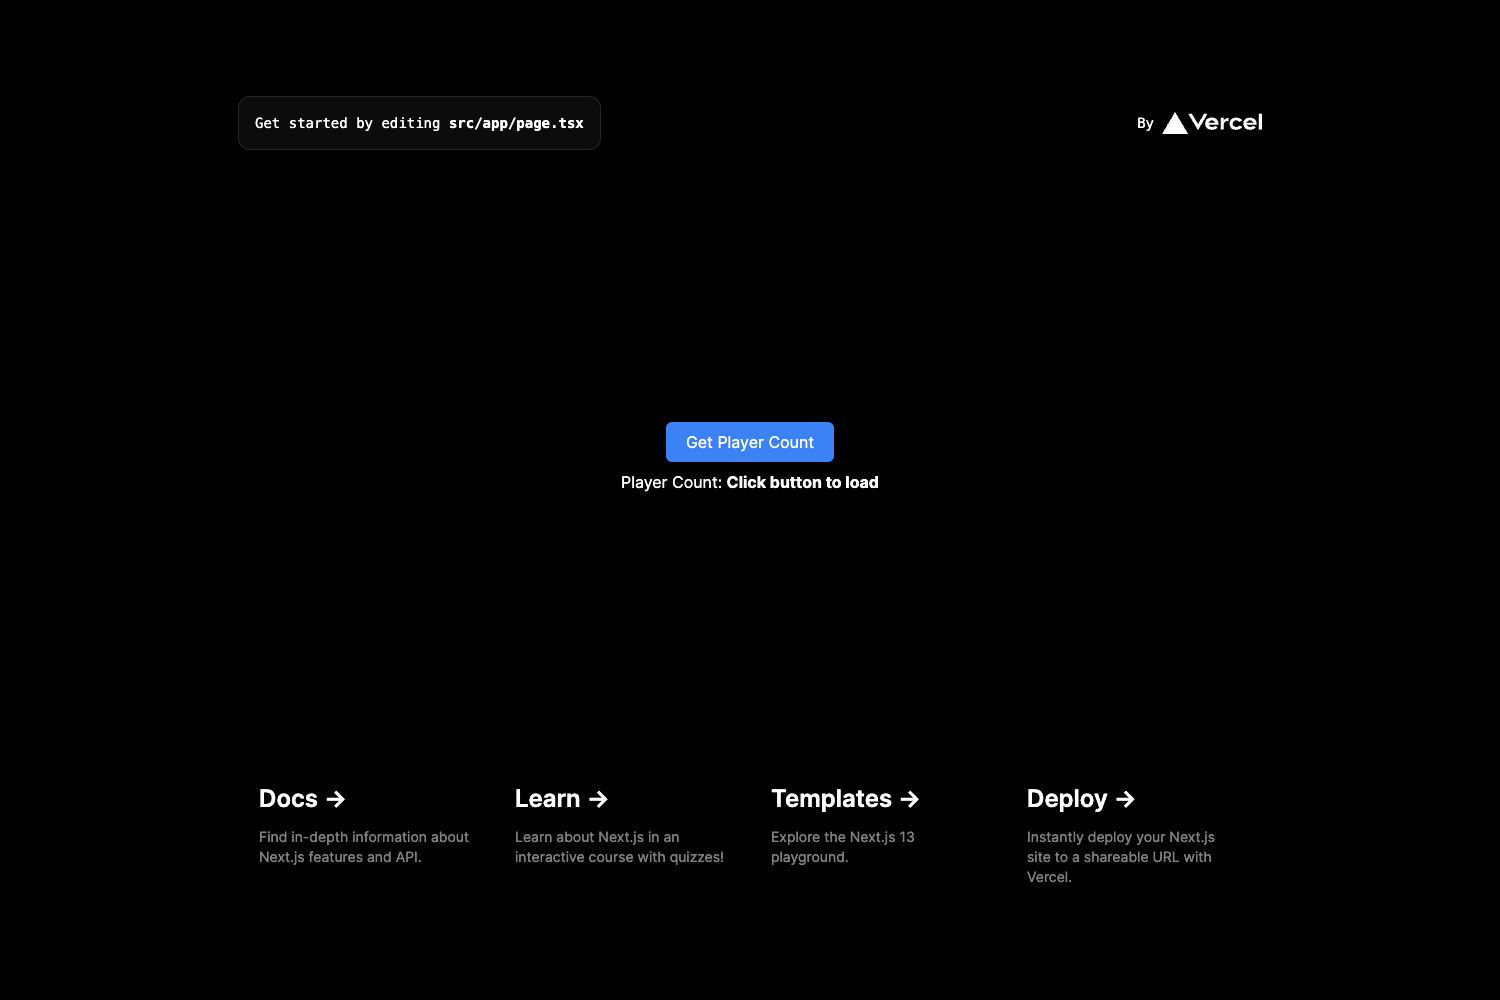 Get started by editing src/app/page.tsx
By Vercel
Get Player Count
Player Count: Click button to load
Docs →
Find in-depth information about
Next.js features and API.
Learn →
Learn about Next.js in an
interactive course with quizzes!
Templates →
Explore the Next.js 13
playground.
Deploy →
Instantly deploy your Next.js
site to a shareable URL with
Vercel.